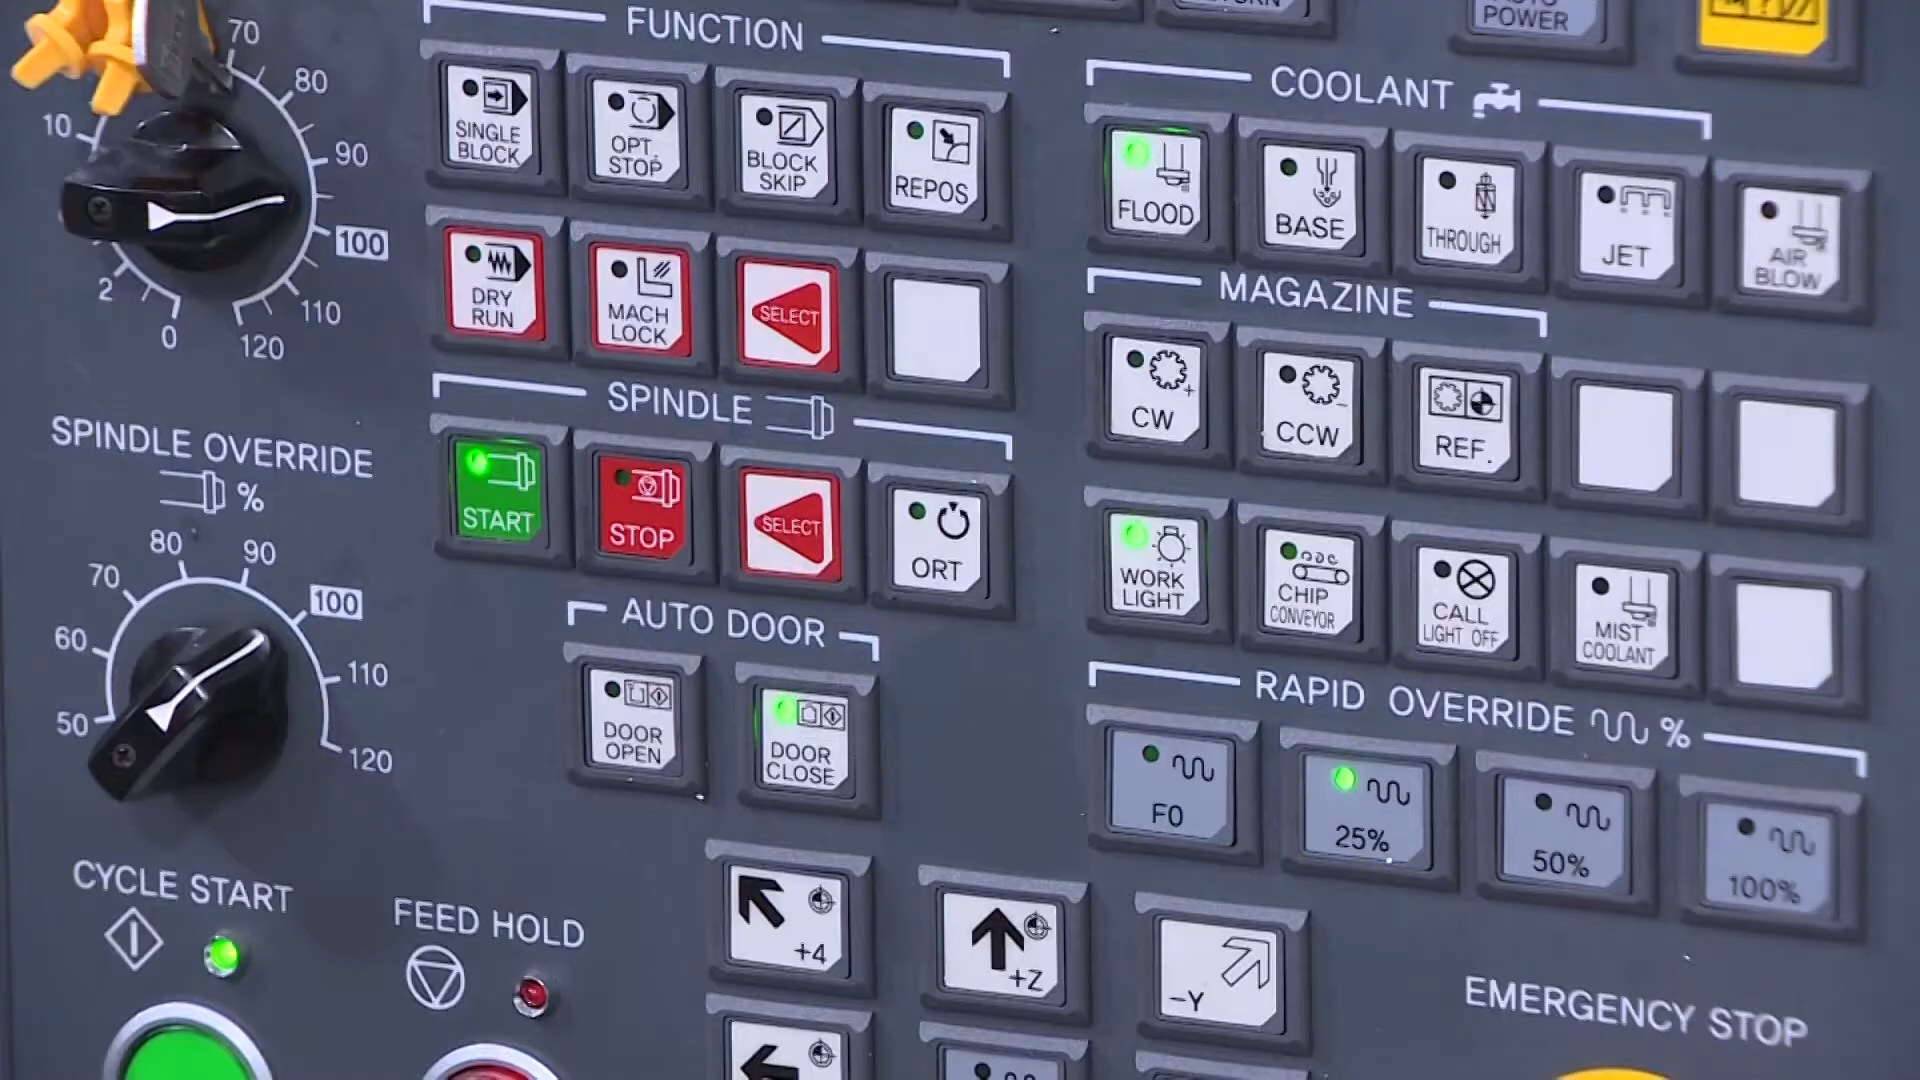 FUNCTION
SINGLE
BLOCK
OPT.
STOP
BLOCK
SKIP
REPOS
DRY
RUN
MACH
LOCK
SELECT
COOLANT
FLOOD
BASE
THROUGH
JET
AIR
BLOW
POWER
MAGAZINE
CW
+
CCW
-
REF.
70
80
90
100
110
120
10
2
0
SPINDLE
START
STOP
SELECT
ORT
SPINDLE OVERRIDE
%
50
60
70
80
90
100
110
120
WORK
LIGHT
CHIP
CONVEYOR
CALL
LIGHT OFF
MIST
COOLANT
AUTO DOOR
DOOR
OPEN
DOOR
CLOSE
RAPID OVERRIDE %
F0
25%
50%
100%
CYCLE START
FEED HOLD
+4
+Z
-Y
EMERGENCY STOP